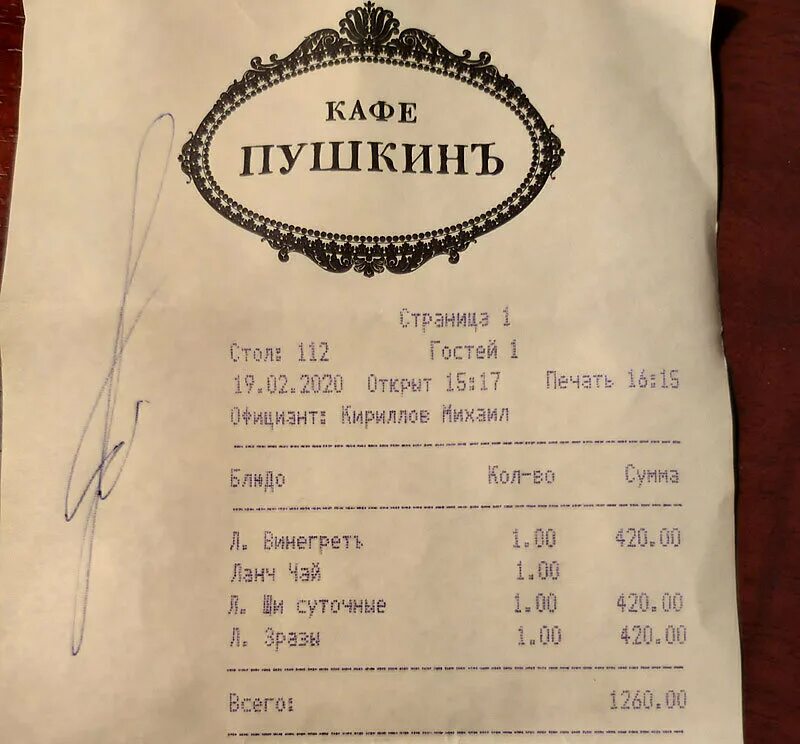 КАФЕ
ПУШКИНЪ
Страница 1
Стол: 112 Гостей 1
19.02.2020 Открыт 15:17 Печать 16:15
Официант: Кириллов Михаил
Блюдо Кол-во Сумма
Л. Винегретъ 1.00 420.00
Ланч Чай 1.00
Л. Щи суточные 1.00 420.00
Л. Зразы 1.00 420.00
Всего: 1260.00